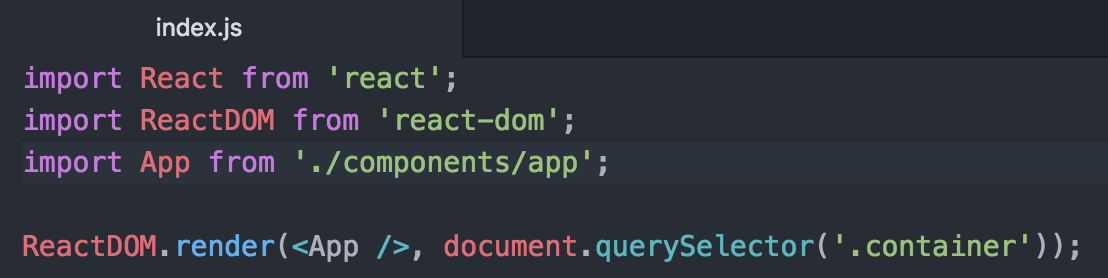 index.js
import React from 'react';
import ReactDOM from 'react-dom';
import App from './components/app';
ReactDOM.render(<App />, document.querySelector('.container'));